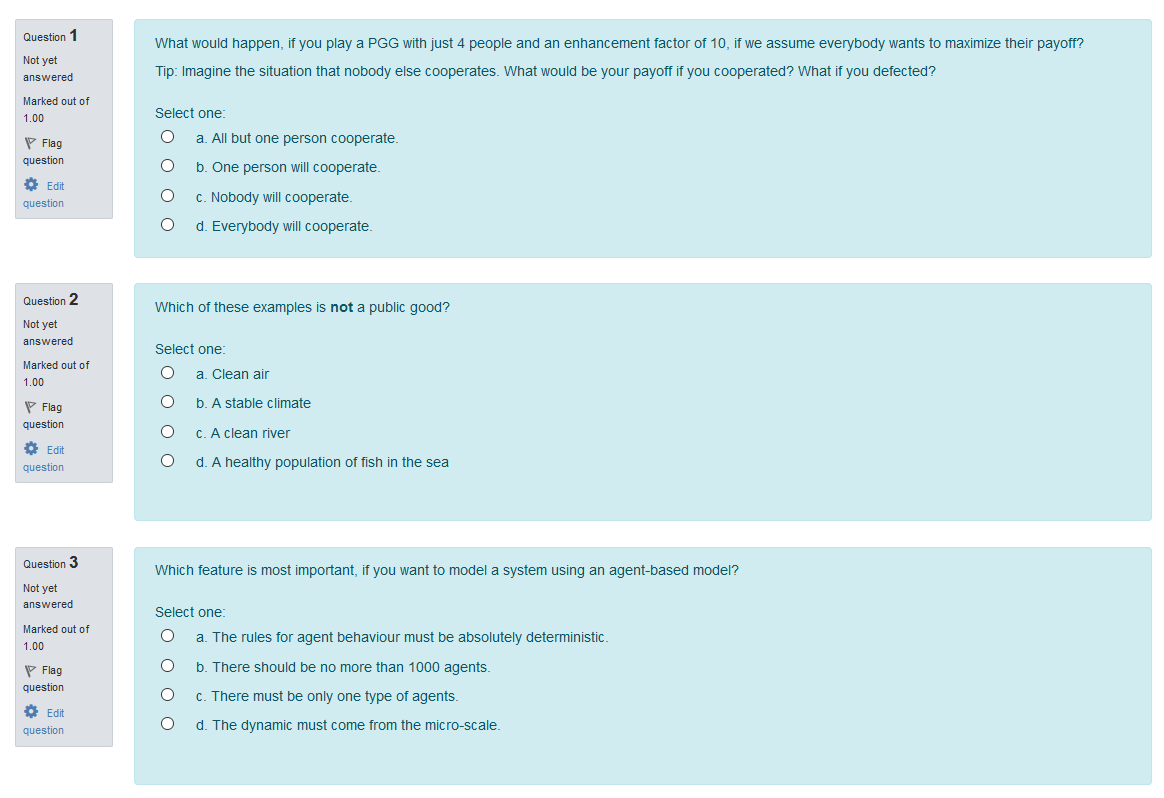 Question 1
Not yet
answered
Marked out of
1.00
Flag
question
Edit
question
What would happen, if you play a PGG with just 4 people and an enhancement factor of 10, if we assume everybody wants to maximize their payoff?
Tip: Imagine the situation that nobody else cooperates. What would be your payoff if you cooperated? What if you defected?
Select one:
a. All but one person cooperate.
b. One person will cooperate.
c. Nobody will cooperate.
d. Everybody will cooperate.
Question 2
Not yet
answered
Marked out of
1.00
Flag
question
Edit
question
Which of these examples is not a public good?
Select one:
a. Clean air
b. A stable climate
c. A clean river
d. A healthy population of fish in the sea
Question 3
Not yet
answered
Marked out of
1.00
Flag
question
Edit
question
Which feature is most important, if you want to model a system using an agent-based model?
Select one:
a. The rules for agent behaviour must be absolutely deterministic.
b. There should be no more than 1000 agents.
c. There must be only one type of agents.
d. The dynamic must come from the micro-scale.